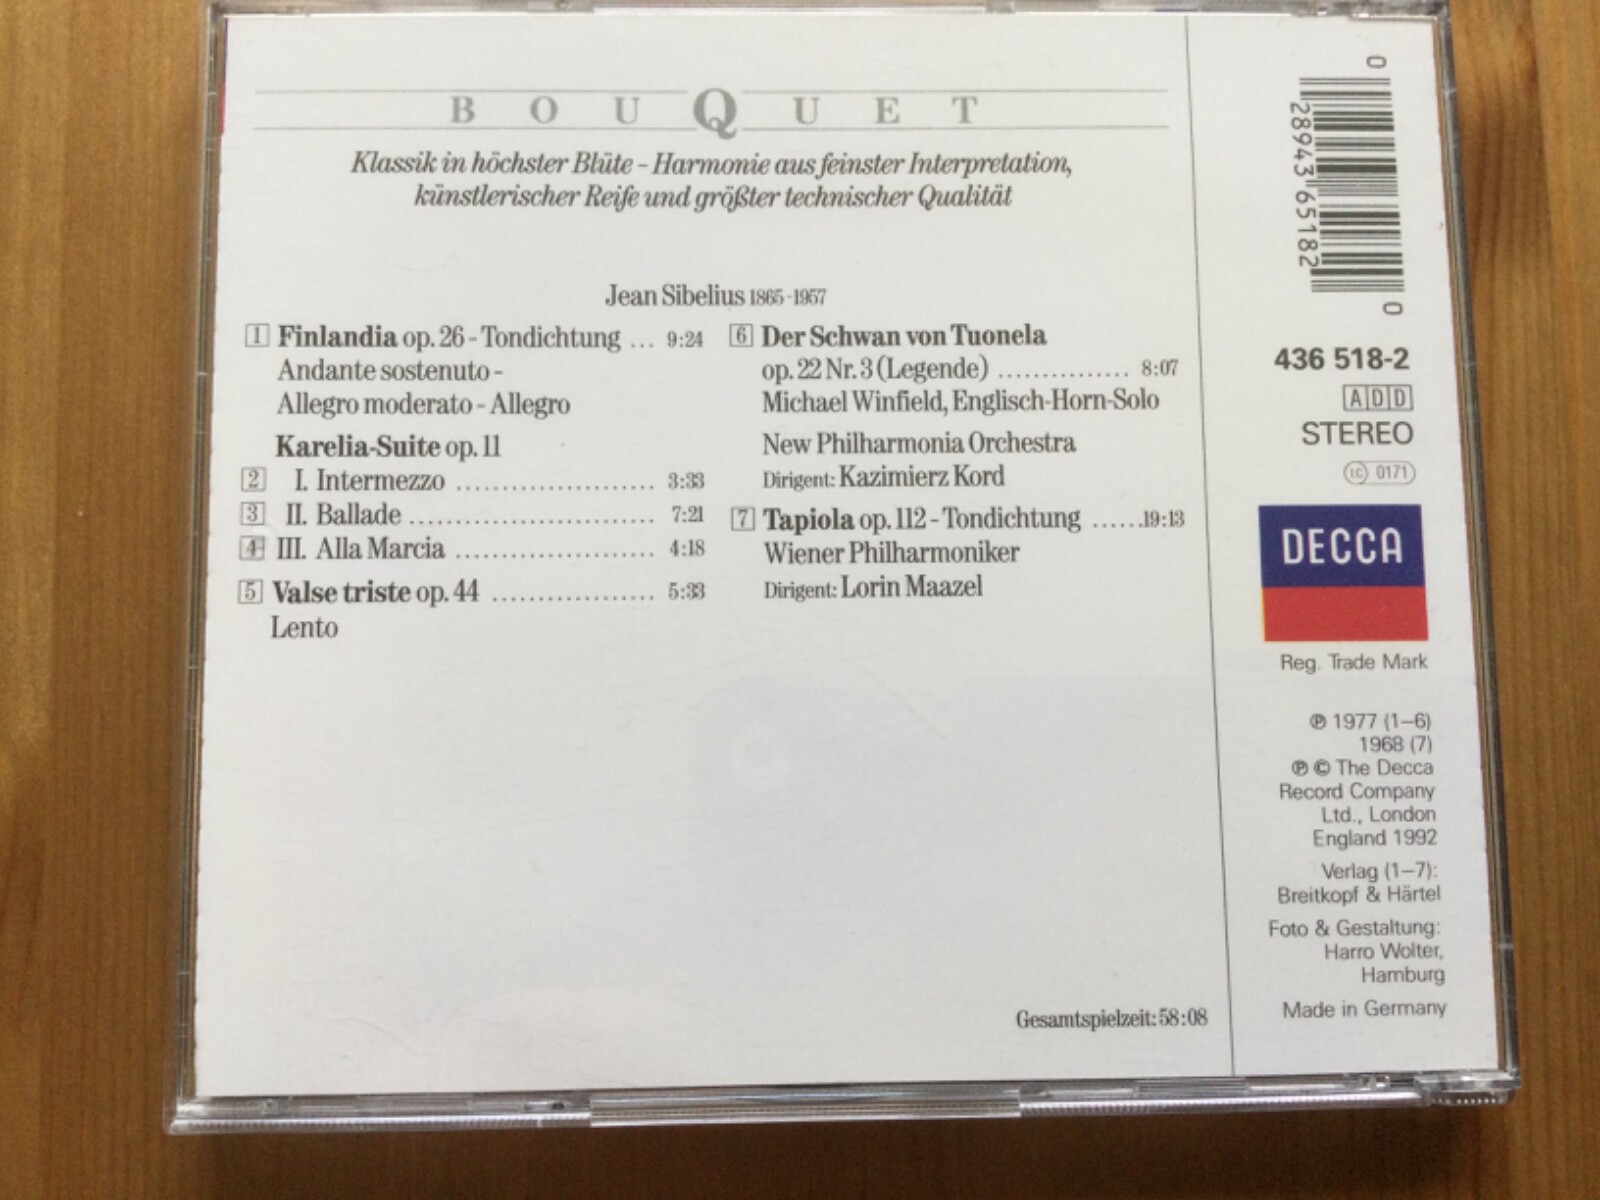 BOUQUET
Klassik in höchster Blüte – Harmonie aus feinster Interpretation,
künstlerischer Reife und größter technischer Qualität
Jean Sibelius 1865-1957
1 Finlandia op. 26 - Tondichtung ... 9:24
Andante sostenuto -
Allegro moderato - Allegro
Karelia-Suite op. 11
2 I. Intermezzo ...................... 3:33
3 II. Ballade ........................... 7:21
4 III. Alla Marcia ...................... 4:18
5 Valse triste op. 44 .................. 5:33
Lento
6 Der Schwan von Tuonela
op. 22 Nr. 3 (Legende) ............... 8:07
Michael Winfield, Englisch-Horn-Solo
New Philharmonia Orchestra
Dirigent: Kazimierz Kord
7 Tapiola op. 112 - Tondichtung ......19:13
Wiener Philharmoniker
Dirigent: Lorin Maazel
Gesamtspielzeit: 58:08
0 28943 65182 0
436 518-2
ADD
STEREO
LC 0171
DECCA
Reg. Trade Mark
℗ 1977 (1–6)
1968 (7)
℗ © The Decca
Record Company
Ltd., London
England 1992
Verlag (1–7):
Breitkopf & Härtel
Foto & Gestaltung:
Harro Wolter,
Hamburg
Made in Germany